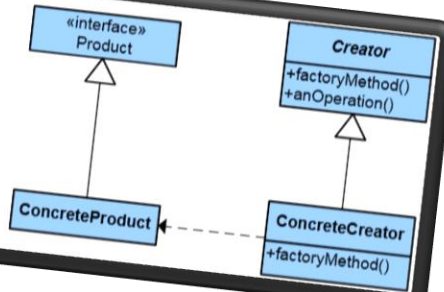 «interface»
Product
Creator
+factoryMethod()
+anOperation()
ConcreteProduct
ConcreteCreator
+factoryMethod()